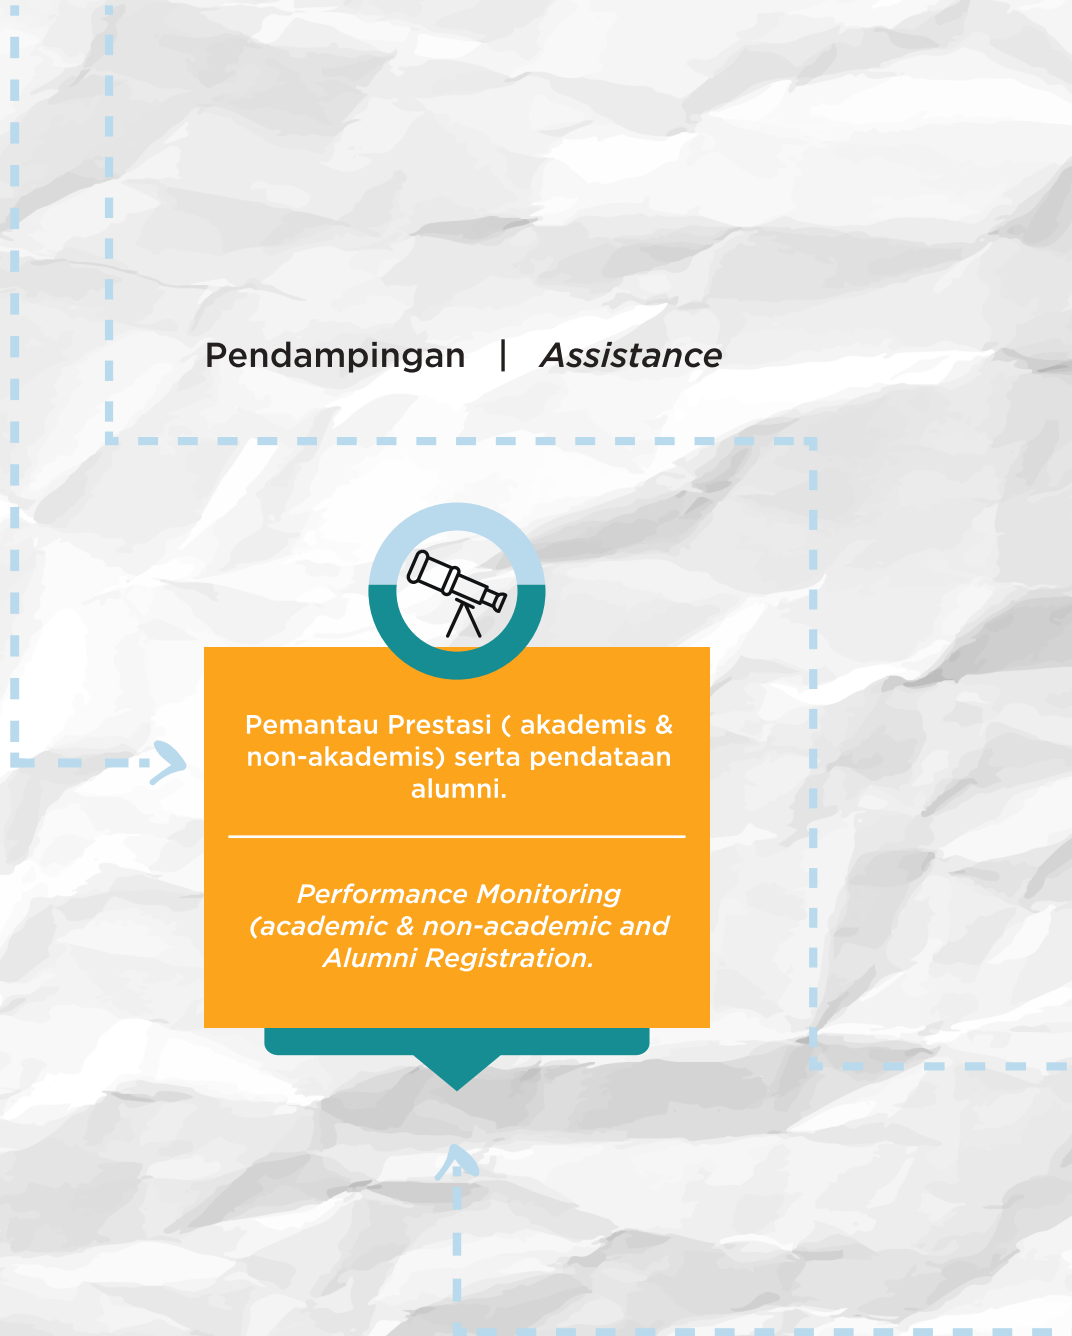 Pendampingan | Assistance
Pemantau Prestasi ( akademis &
non-akademis) serta pendataan
alumni.
Performance Monitoring
(academic & non-academic and
Alumni Registration.